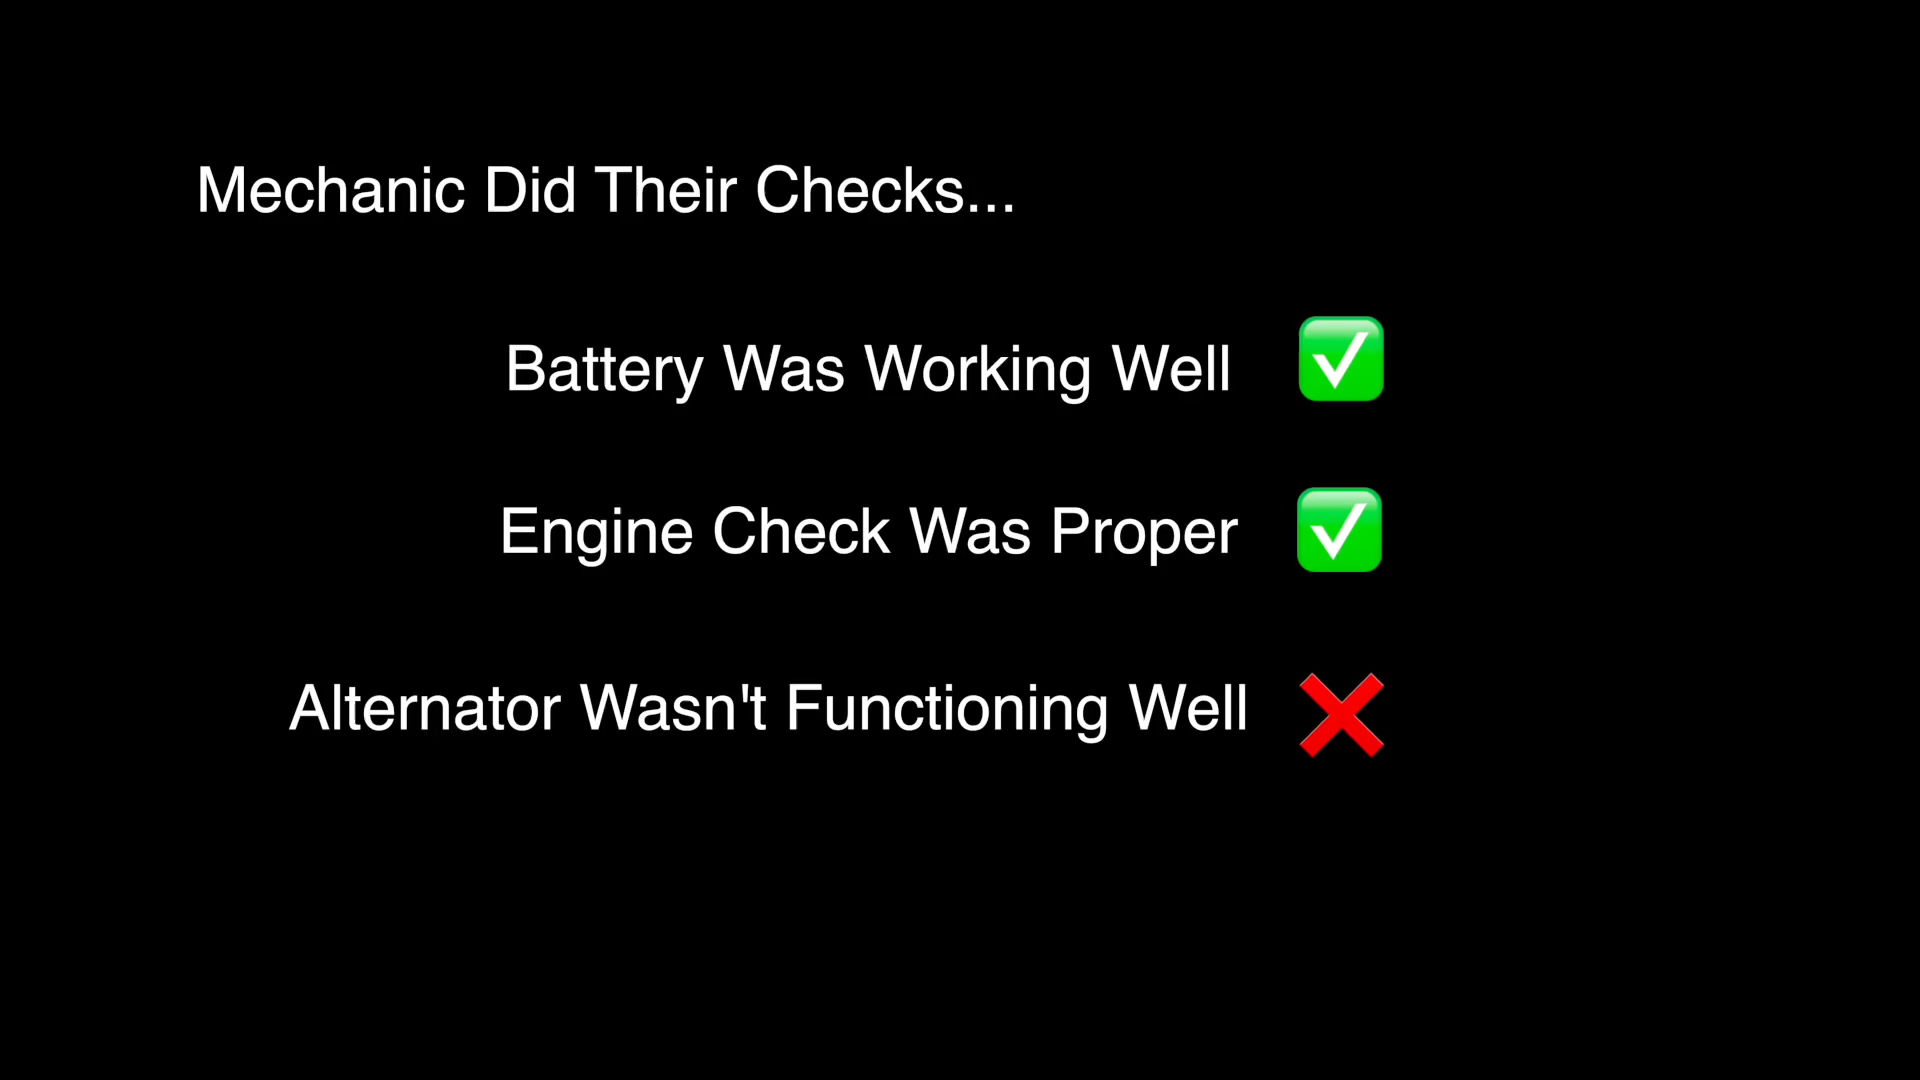 Mechanic Did Their Checks...
Battery Was Working Well ✅
Engine Check Was Proper ✅
Alternator Wasn't Functioning Well ❌